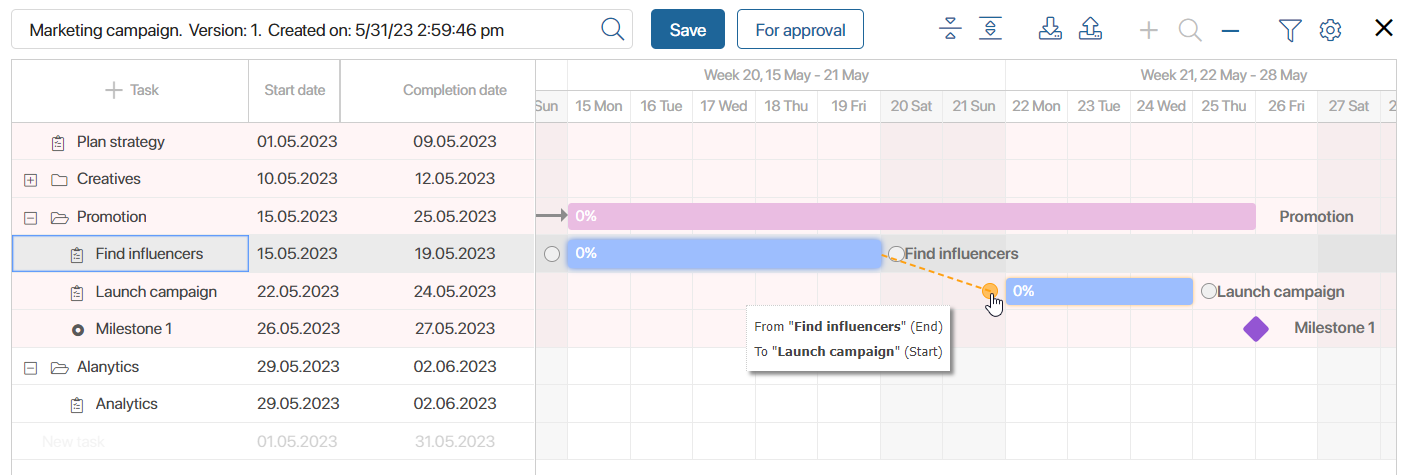 Marketing campaign. Version: 1. Created on: 5/31/23 2:59:46 pm Save For approval
Task Start date Completion date
Week 20, 15 May - 21 May Week 21, 22 May - 28 May
Sun 15 Mon 16 Tue 17 Wed 18 Thu 19 Fri 20 Sat 21 Sun 22 Mon 23 Tue 24 Wed 25 Thu 26 Fri 27 Sat 2
Plan strategy 01.05.2023 09.05.2023
Creatives 10.05.2023 12.05.2023
Promotion 15.05.2023 25.05.2023 0% Promotion
Find influencers 15.05.2023 19.05.2023 0% Find influencers
Launch campaign 22.05.2023 24.05.2023 0% Launch campaign
Milestone 1 26.05.2023 27.05.2023 Milestone 1
From "Find influencers" (End)
To "Launch campaign" (Start)
Alanytics 29.05.2023 02.06.2023
Analytics 29.05.2023 02.06.2023
New task 01.05.2023 31.05.2023